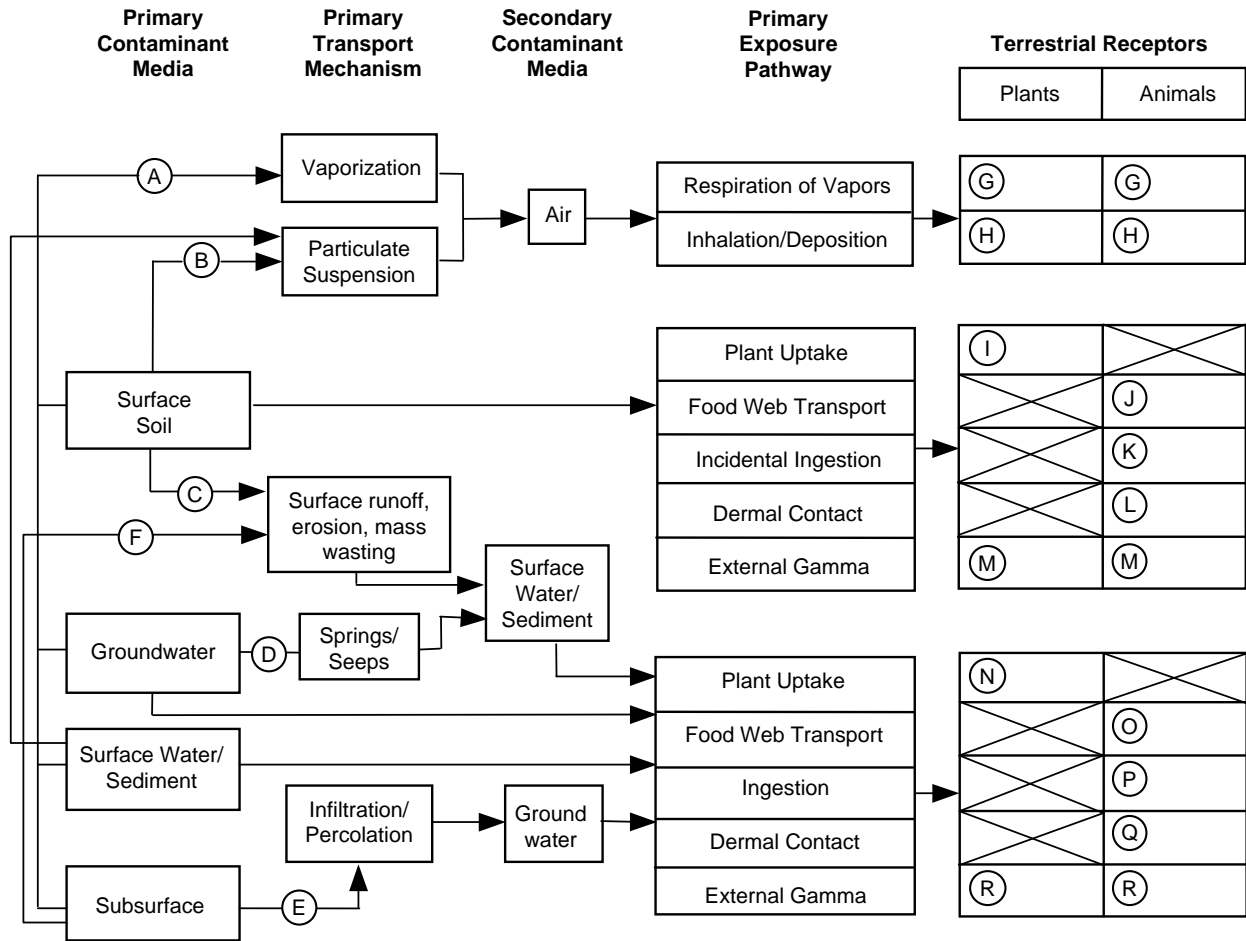 Primary
Contaminant
Media
Primary
Transport
Mechanism
Secondary
Contaminant
Media
Primary
Exposure
Pathway
Terrestrial Receptors
Plants
Animals
A
Vaporization
B
Particulate
Suspension
Air
Respiration of Vapors
Inhalation/Deposition
G
G
H
H
Surface
Soil
Plant Uptake
Food Web Transport
Incidental Ingestion
Dermal Contact
External Gamma
I
J
K
L
M
M
C
F
Surface runoff,
erosion, mass
wasting
Surface
Water/
Sediment
Groundwater
D
Springs/
Seeps
Surface Water/
Sediment
Infiltration/
Percolation
Ground
water
Subsurface
E
Plant Uptake
Food Web Transport
Ingestion
Dermal Contact
External Gamma
N
O
P
Q
R
R